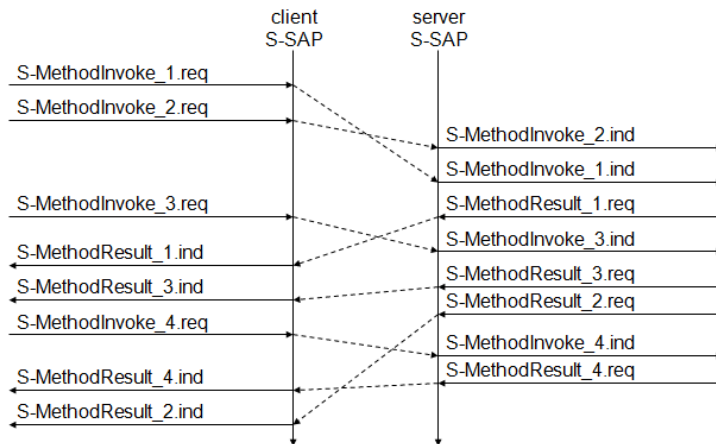 client server
S-SAP S-SAP
S-MethodInvoke_1.req
S-MethodInvoke_2.req
S-MethodInvoke_2.ind
S-MethodInvoke_1.ind
S-MethodInvoke_3.req
S-MethodResult_1.req
S-MethodInvoke_3.ind
S-MethodResult_1.ind
S-MethodResult_3.req
S-MethodResult_3.ind
S-MethodResult_2.req
S-MethodInvoke_4.req
S-MethodInvoke_4.ind
S-MethodResult_4.req
S-MethodResult_4.ind
S-MethodResult_2.ind